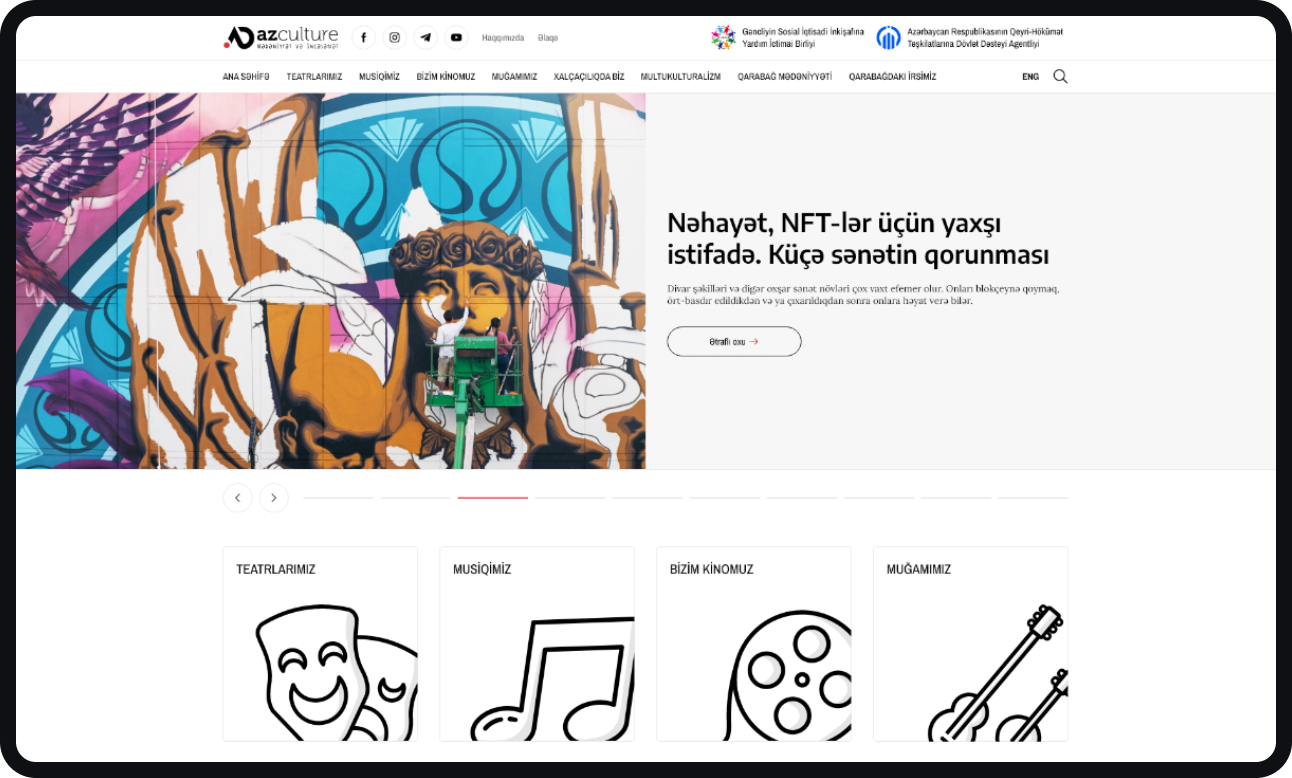 azculture
MƏDƏNİYYƏT VƏ İNCƏSƏNƏT
Haqqımızda Əlaqə
Gəncliyin Sosial İqtisadi İnkişafına
Yardım İctimai Birliyi
Azərbaycan Respublikasının Qeyri-Hökümət
Təşkilatlarına Dövlət Dəstəyi Agentliyi
ANA SƏHİFƏ TEATRLARIMIZ MUSİQİMİZ BİZİM KİNOMUZ MUĞAMIMIZ XALÇAÇILIQDA BİZ MULTUKULTURALİZM QARABAĞ MƏDƏNİYYƏTİ QARABAĞDAKI İRSİMİZ ENG
Nəhayət, NFT-lər üçün yaxşı
istifadə. Küçə sənətin qorunması
Divar şəkilləri və digər oxşar sənət növləri çox vaxt efemer olur. Onları blokçeynə qoymaq,
ört-basdır edildikdən və ya çıxarıldıqdan sonra onlara həyat verə bilər.
Ətraflı oxu
TEATRLARIMIZ
MUSİQİMİZ
BİZİM KİNOMUZ
MUĞAMIMIZ